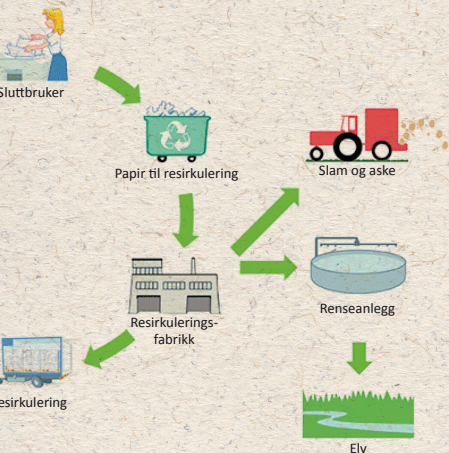 Sluttbruker
Papir til resirkulering
Slam og aske
Resirkulerings-
fabrikk
Renseanlegg
esirkulering
Elv